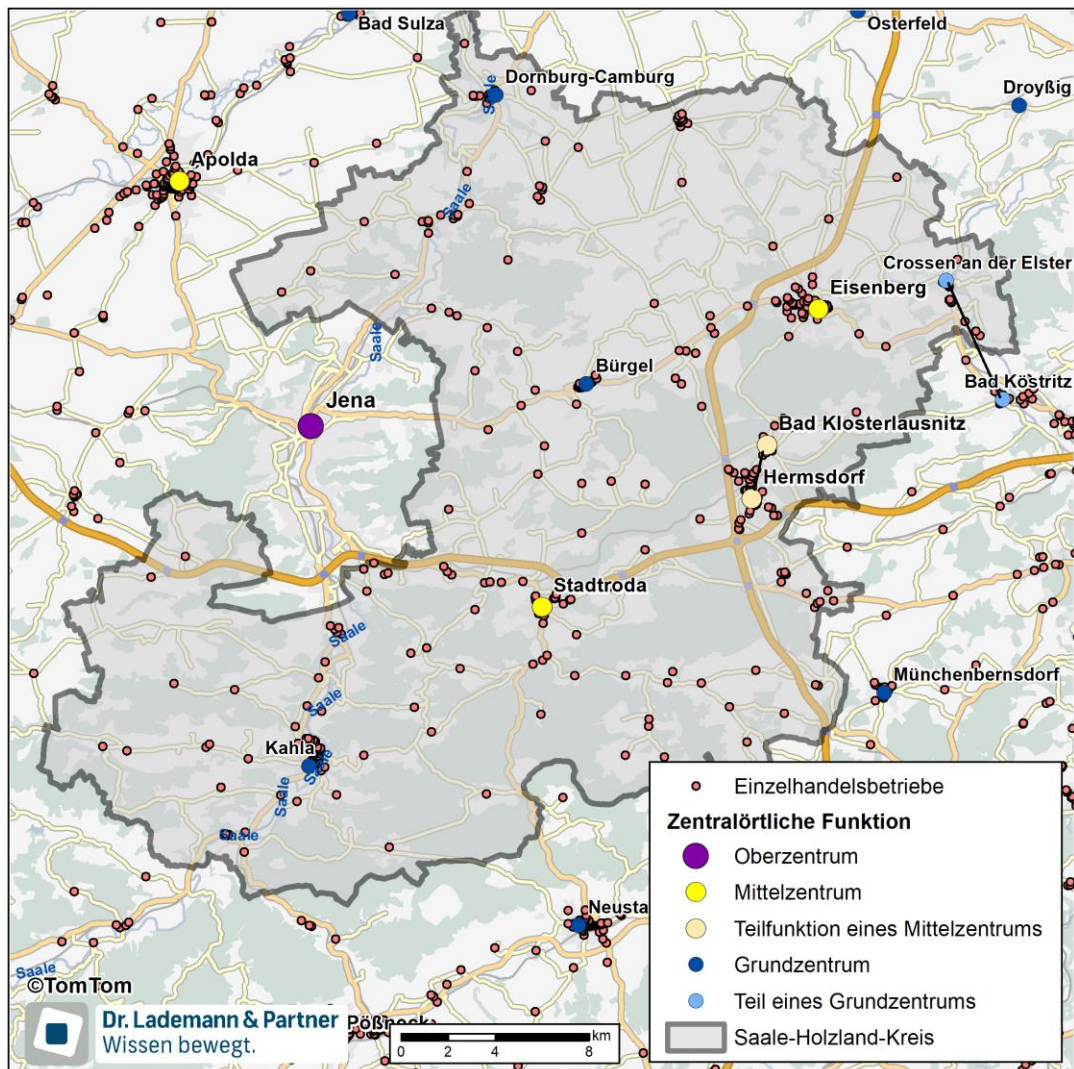 Bad Sulza
Osterfeld
Dornburg-Camburg
Droyßig
Saale
Apolda
Saale
Crossen an der Elster
Eisenberg
Saale
Bürgel
Bad Köstritz
Jena
Bad Klosterlausnitz
Hermsdorf
Stadtroda
Saale
Münchenbernsdorf
Saale
Kahla
Saale
Saale
Saale
Neusta
Saale
©TomTom
Pößneck
Dr. Lademann & Partner
Wissen bewegt.
km
0 2 4 8
Einzelhandelsbetriebe
Zentralörtliche Funktion
Oberzentrum
Mittelzentrum
Teilfunktion eines Mittelzentrums
Grundzentrum
Teil eines Grundzentrums
Saale-Holzland-Kreis